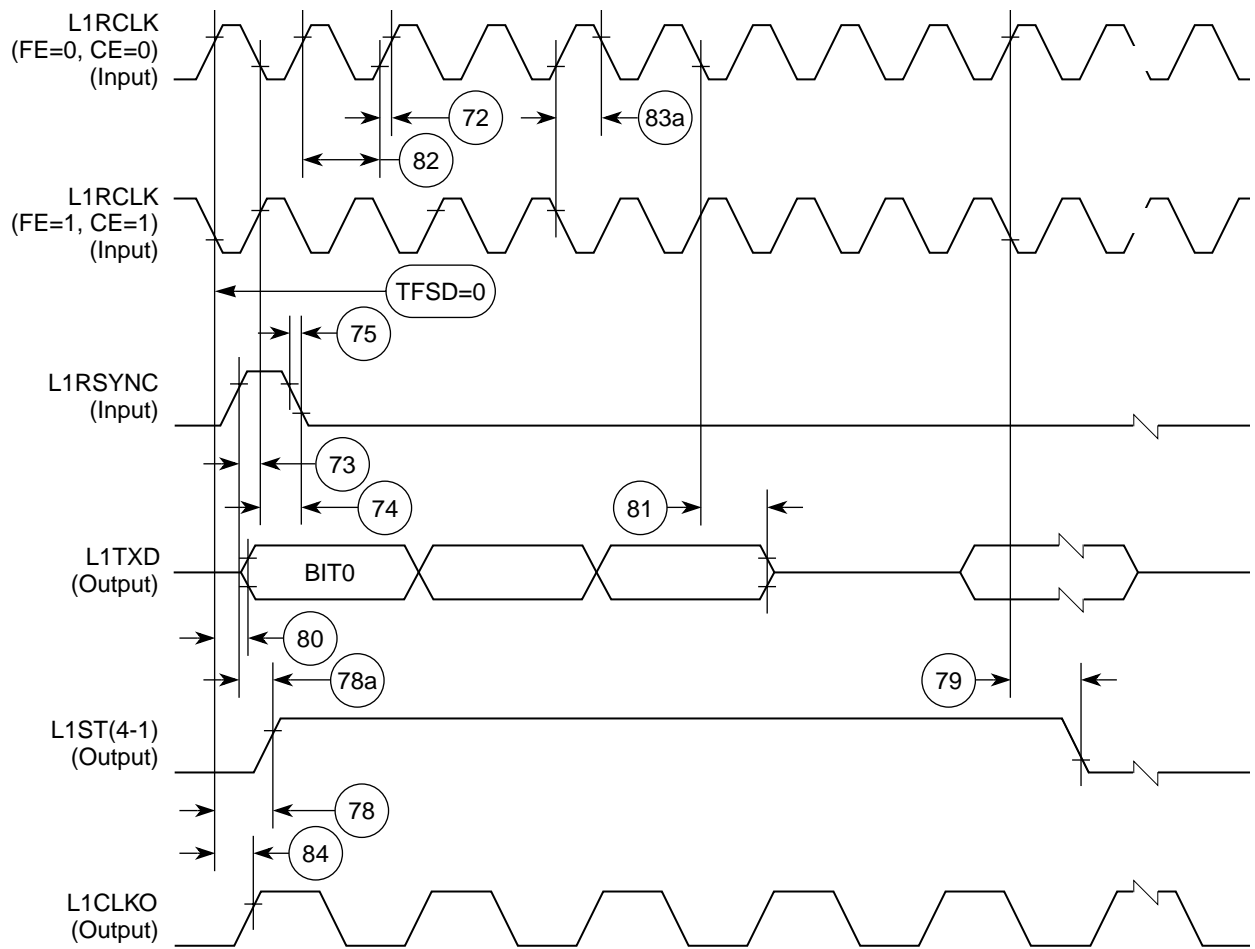 L1RCLK
(FE=0, CE=0)
(Input)
72
83a
82
L1RCLK
(FE=1, CE=1)
(Input)
TFSD=0
75
L1RSYNC
(Input)
73
74
81
L1TXD
(Output)
BIT0
80
78a
79
L1ST(4-1)
(Output)
78
84
L1CLKO
(Output)